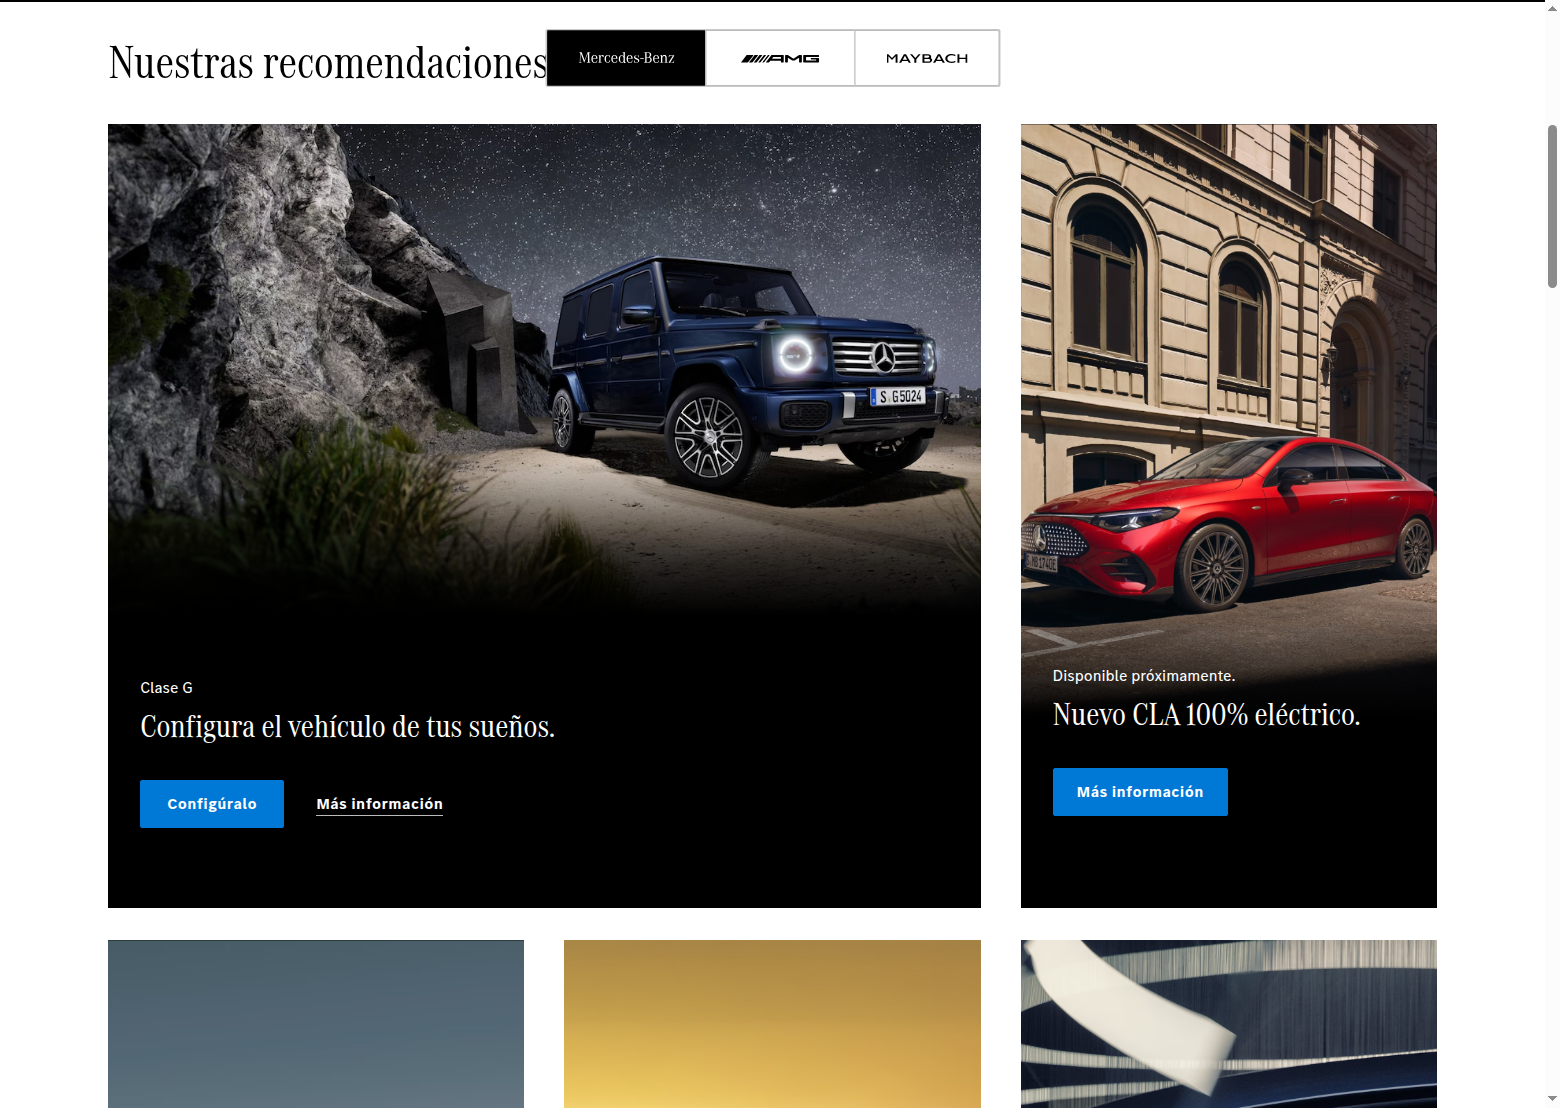 Nuestras recomendaciones
Mercedes-Benz
AMG
MAYBACH
S G 5024
Clase G
Configura el vehículo de tus sueños.
Configúralo
Más información
Disponible próximamente.
Nuevo CLA 100% eléctrico.
Más información